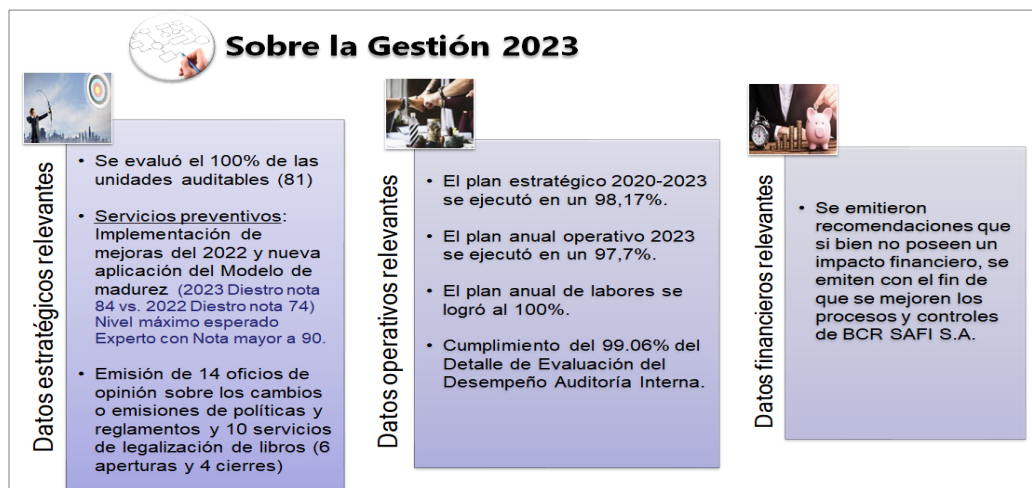 Sobre la Gestión 2023
Datos estratégicos relevantes
• Se evaluó el 100% de las
unidades auditables (81)
• Servicios preventivos:
Implementación de
mejoras del 2022 y nueva
aplicación del Modelo de
madurez. (2023 Diestro nota
84 vs. 2022 Diestro nota 74)
Nivel máximo esperado
Experto con Nota mayor a 90.
• Emisión de 14 oficios de
opinión sobre los cambios
o emisiones de políticas y
reglamentos y 10 servicios
de legalización de libros (6
aperturas y 4 cierres)
Datos operativos relevantes
• El plan estratégico 2020-2023
se ejecutó en un 98,17%.
• El plan anual operativo 2023
se ejecutó en un 97,7%.
• El plan anual de labores se
logró al 100%.
• Cumplimiento del 99.06% del
Detalle de Evaluación del
Desempeño Auditoría Interna.
Datos financieros relevantes
• Se emitieron
recomendaciones que
si bien no poseen un
impacto financiero, se
emiten con el fin de
que se mejoren los
procesos y controles
de BCR SAFI S.A.